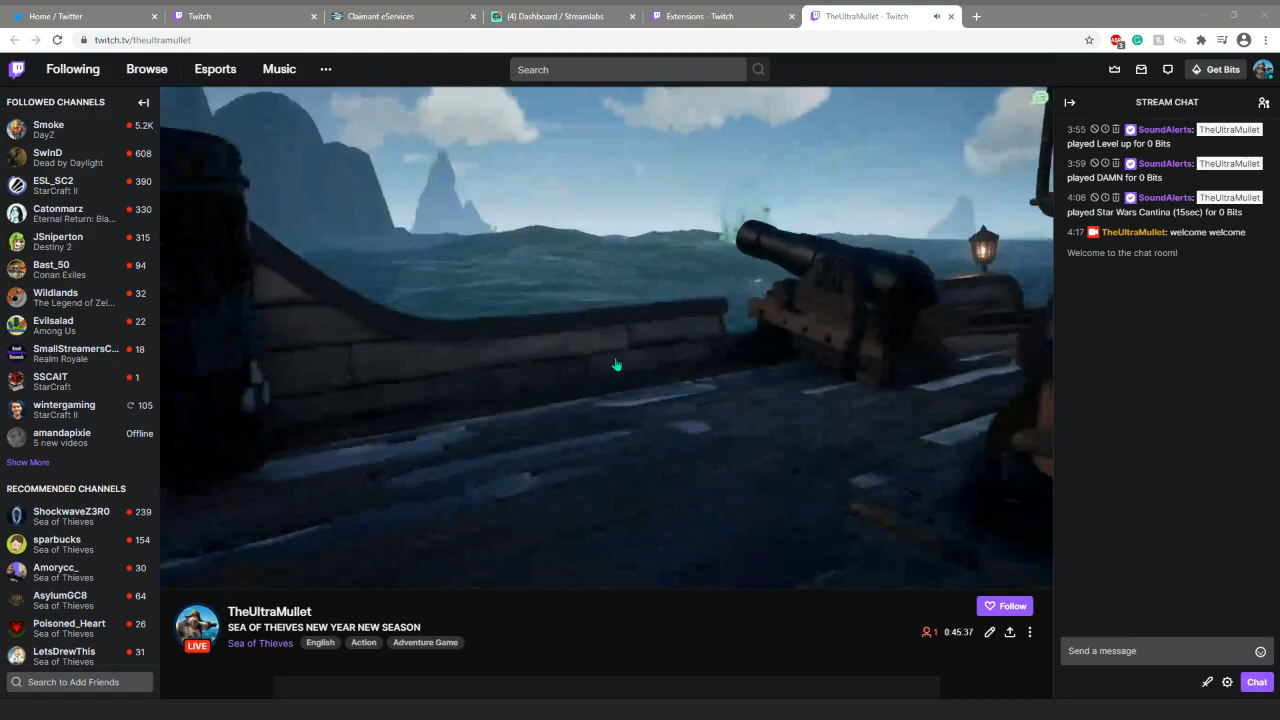 Home / Twitter
Twitch
Claimant eServices
(4) Dashboard / Streamlabs
Extensions - Twitch
TheUltraMullet - Twitch
twitch.tv/theultramullet
3
Following
Browse
Esports
Music
Search
Get Bits
FOLLOWED CHANNELS
Smoke 5.2K
DayZ
SwinD 608
Dead by Daylight
ESL_SC2 390
StarCraft II
Catonmarz 330
Eternal Return: Bla...
JSniperton 315
Destiny 2
Bast_50 94
Conan Exiles
Wildlands 32
The Legend of Zel...
Evilsalad 22
Among Us
SmallStreamersC... 18
Realm Royale
SSCAIT 1
StarCraft
wintergaming 105
StarCraft II
amandapixie Offline
5 new videos
Show More
RECOMMENDED CHANNELS
ShockwaveZ3R0 239
Sea of Thieves
sparbucks 154
Sea of Thieves
Amorycc_ 30
Sea of Thieves
AsylumGC8 64
Sea of Thieves
Poisoned_Heart 26
Sea of Thieves
LetsDrewThis 31
Sea of Thieves
Search to Add Friends
TheUltraMullet
SEA OF THEIVES NEW YEAR NEW SEASON
Sea of Thieves English Action Adventure Game
LIVE
Follow
1 0:45:37
STREAM CHAT
3:55 SoundAlerts: TheUltraMullet
played Level up for 0 Bits
3:59 SoundAlerts: TheUltraMullet
played DAMN for 0 Bits
4:08 SoundAlerts: TheUltraMullet
played Star Wars Cantina (15sec) for 0 Bits
4:17 TheUltraMullet: welcome welcome
Welcome to the chat room!
Send a message
Chat